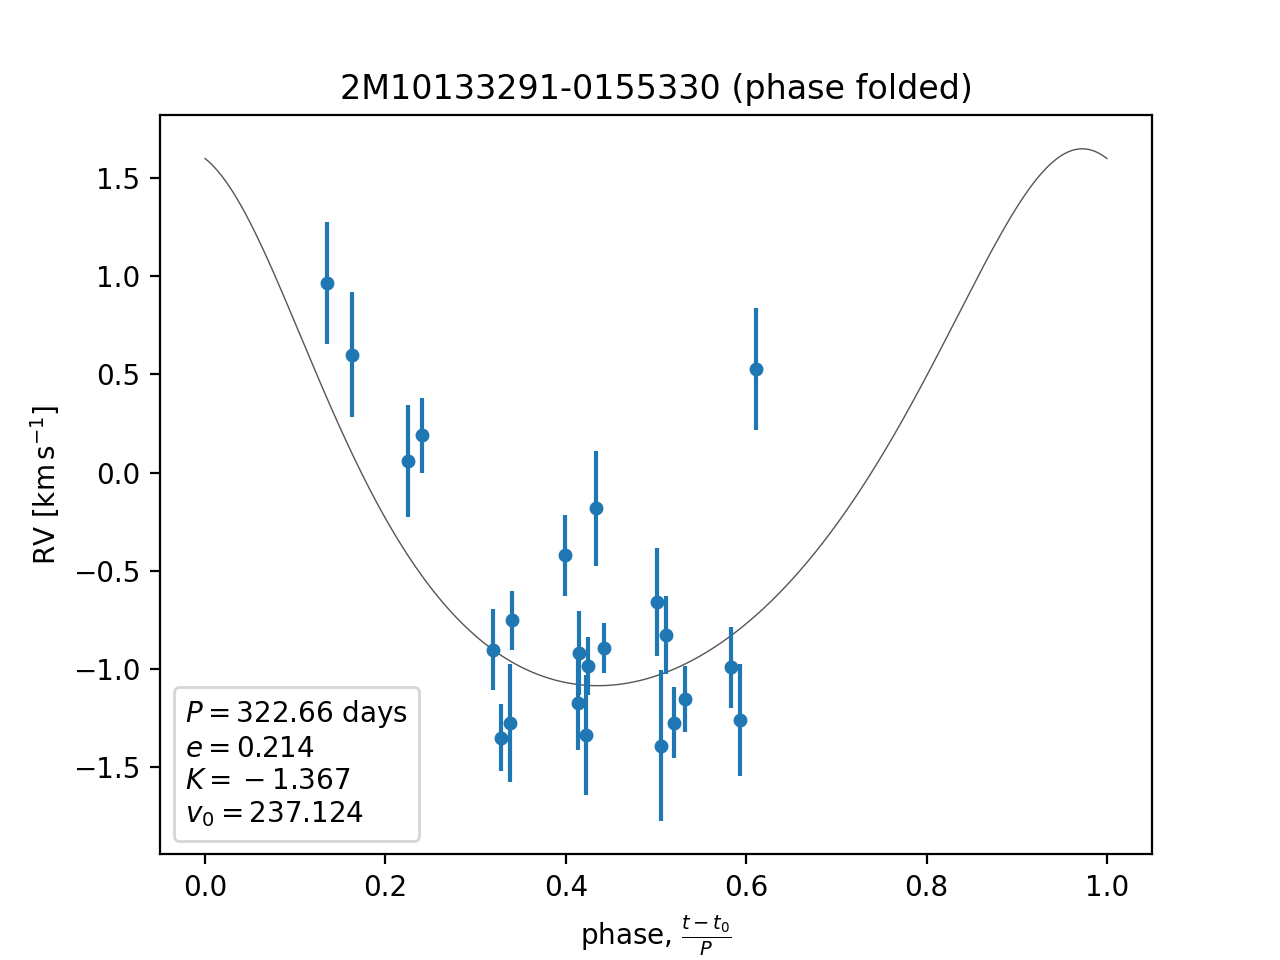 2M10133291-0155330 (phase folded)
RV [km s⁻¹]
1.5
1.0
0.5
0.0
−0.5
−1.0
−1.5
P = 322.66 days
e = 0.214
K = −1.367
v₀ = 237.124
0.0 0.2 0.4 0.6 0.8 1.0
phase, (t − t₀)/P